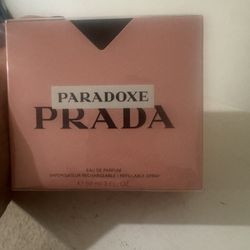 PARADOXE
PRADA
EAU DE PARFUM
VAPORISATEUR RECHARGEABLE | REFILLABLE SPRAY